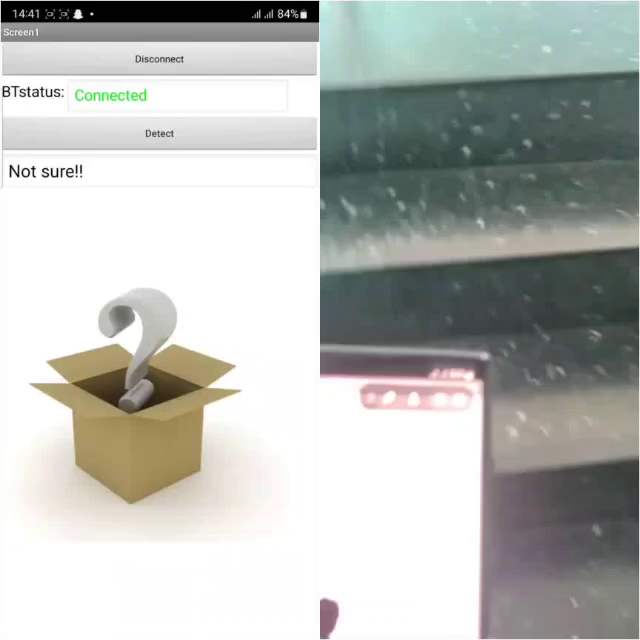 14:41
84%
Screen1
Disconnect
BTstatus: Connected
Detect
Not sure!!